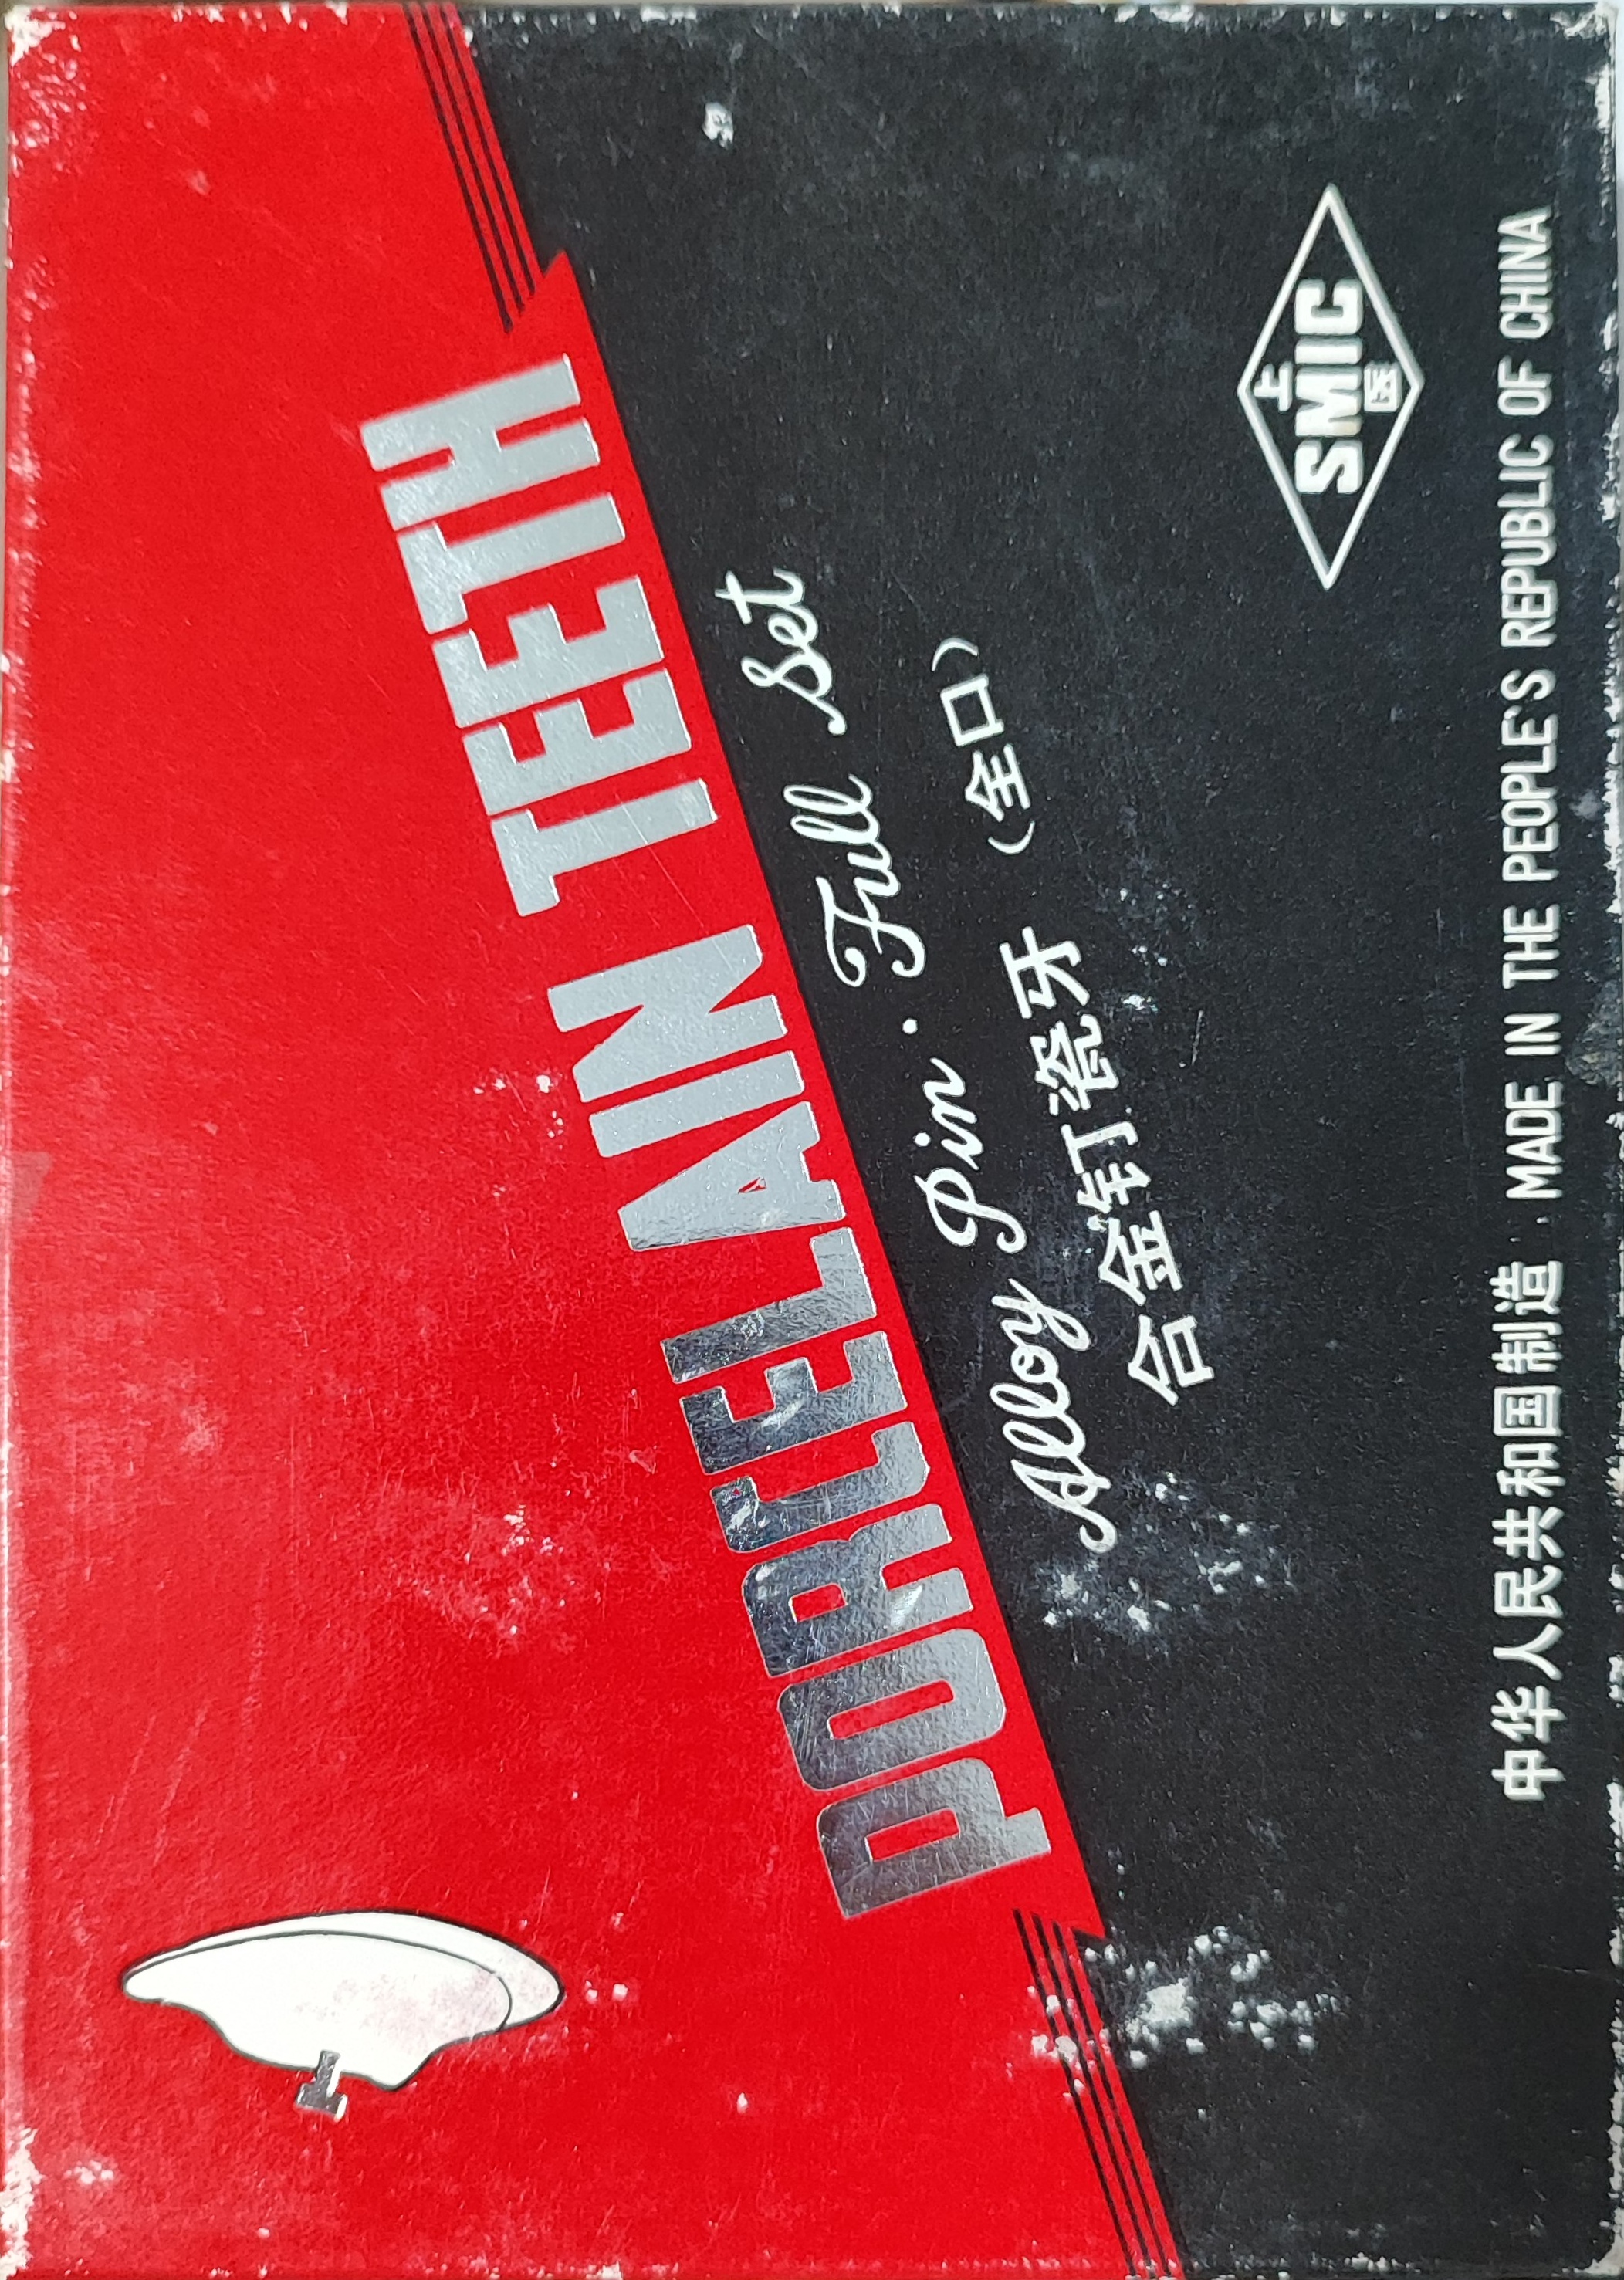 PORCELAIN TEETH
Alloy Pin · Full Set
合金钉瓷牙 (全口)
上
SMIC
医
中华人民共和国制造 · MADE IN THE PEOPLE'S REPUBLIC OF CHINA